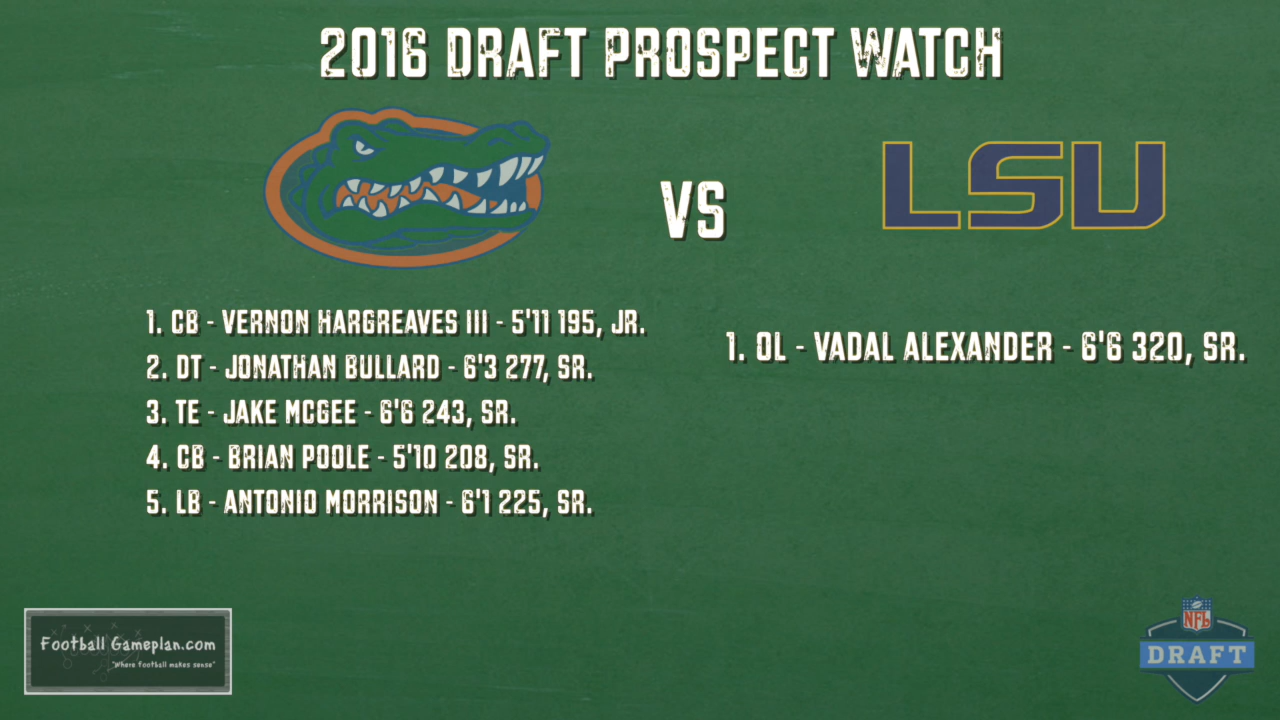 2016 DRAFT PROSPECT WATCH
LSU
VS
1. CB - VERNON HARGREAVES III - 5'11 195, JR.
2. DT - JONATHAN BULLARD - 6'3 277, SR.
3. TE - JAKE MCGEE - 6'6 243, SR.
4. CB - BRIAN POOLE - 5'10 208, SR.
5. LB - ANTONIO MORRISON - 6'1 225, SR.
1. OL - VADAL ALEXANDER - 6'6 320, SR.
Football Gameplan.com
"Where football makes sense"
NFL
DRAFT